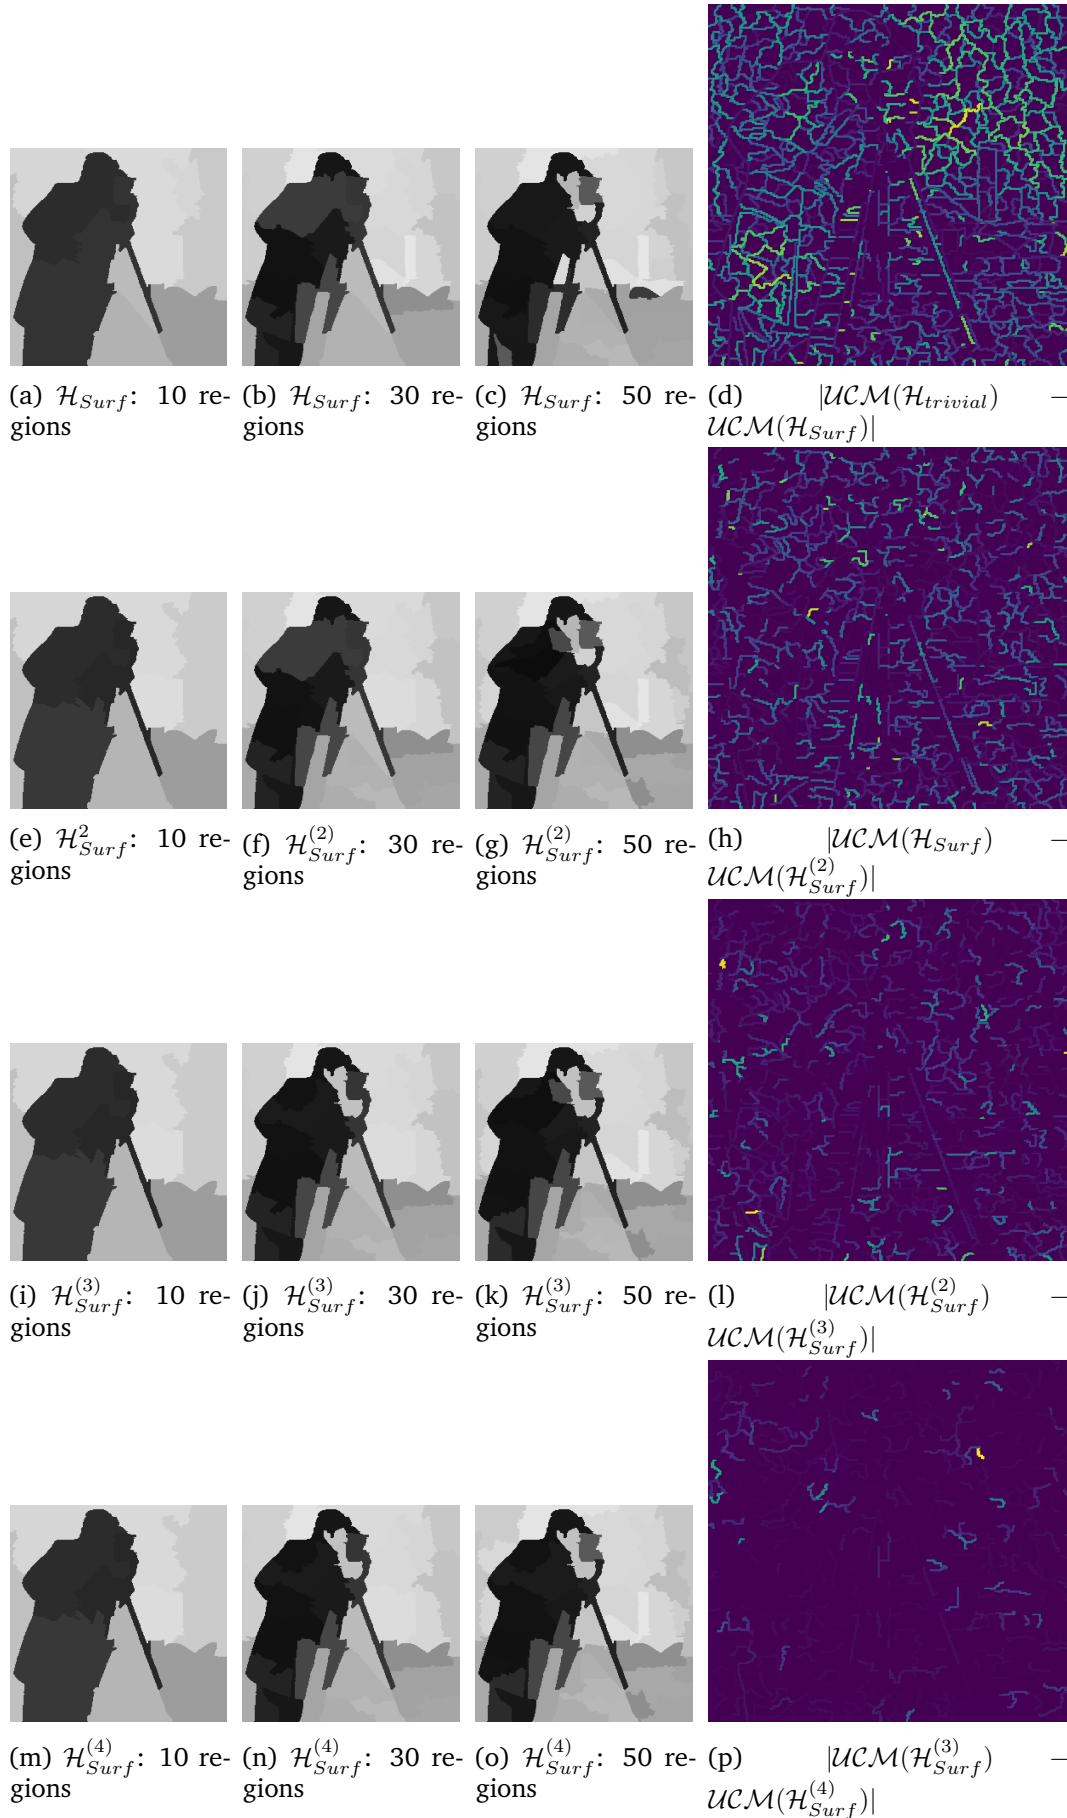 (a) $\mathcal{H}_{Surf}$: 10 re-
gions
(b) $\mathcal{H}_{Surf}$: 30 re-
gions
(c) $\mathcal{H}_{Surf}$: 50 re-
gions
(d) $|\mathcal{UCM}(\mathcal{H}_{trivial}) -$
$\mathcal{UCM}(\mathcal{H}_{Surf})|$
(e) $\mathcal{H}^{2}_{Surf}$: 10 re-
gions
(f) $\mathcal{H}^{(2)}_{Surf}$: 30 re-
gions
(g) $\mathcal{H}^{(2)}_{Surf}$: 50 re-
gions
(h) $|\mathcal{UCM}(\mathcal{H}_{Surf}) -$
$\mathcal{UCM}(\mathcal{H}^{(2)}_{Surf})|$
(i) $\mathcal{H}^{(3)}_{Surf}$: 10 re-
gions
(j) $\mathcal{H}^{(3)}_{Surf}$: 30 re-
gions
(k) $\mathcal{H}^{(3)}_{Surf}$: 50 re-
gions
(l) $|\mathcal{UCM}(\mathcal{H}^{(2)}_{Surf}) -$
$\mathcal{UCM}(\mathcal{H}^{(3)}_{Surf})|$
(m) $\mathcal{H}^{(4)}_{Surf}$: 10 re-
gions
(n) $\mathcal{H}^{(4)}_{Surf}$: 30 re-
gions
(o) $\mathcal{H}^{(4)}_{Surf}$: 50 re-
gions
(p) $|\mathcal{UCM}(\mathcal{H}^{(3)}_{Surf}) -$
$\mathcal{UCM}(\mathcal{H}^{(4)}_{Surf})|$